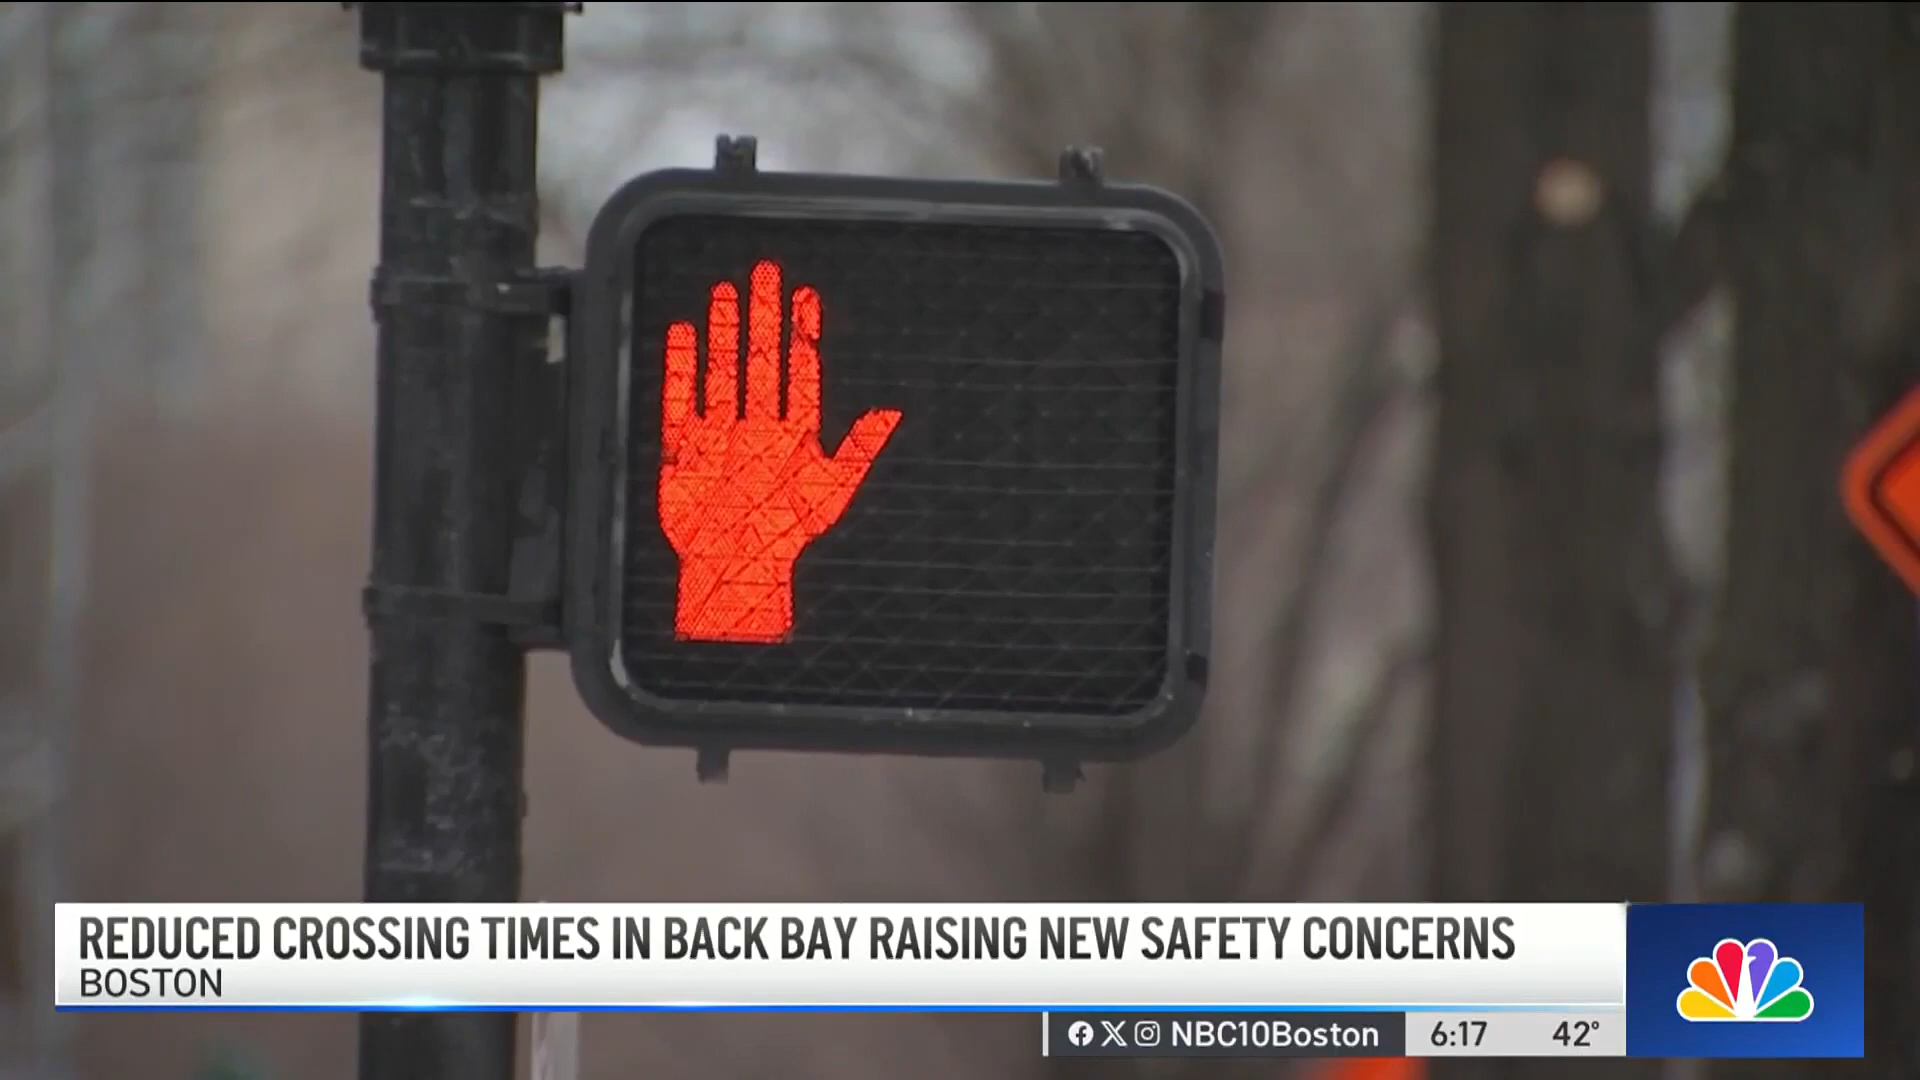 REDUCED CROSSING TIMES IN BACK BAY RAISING NEW SAFETY CONCERNS
BOSTON
NBC10Boston 6:17 42°